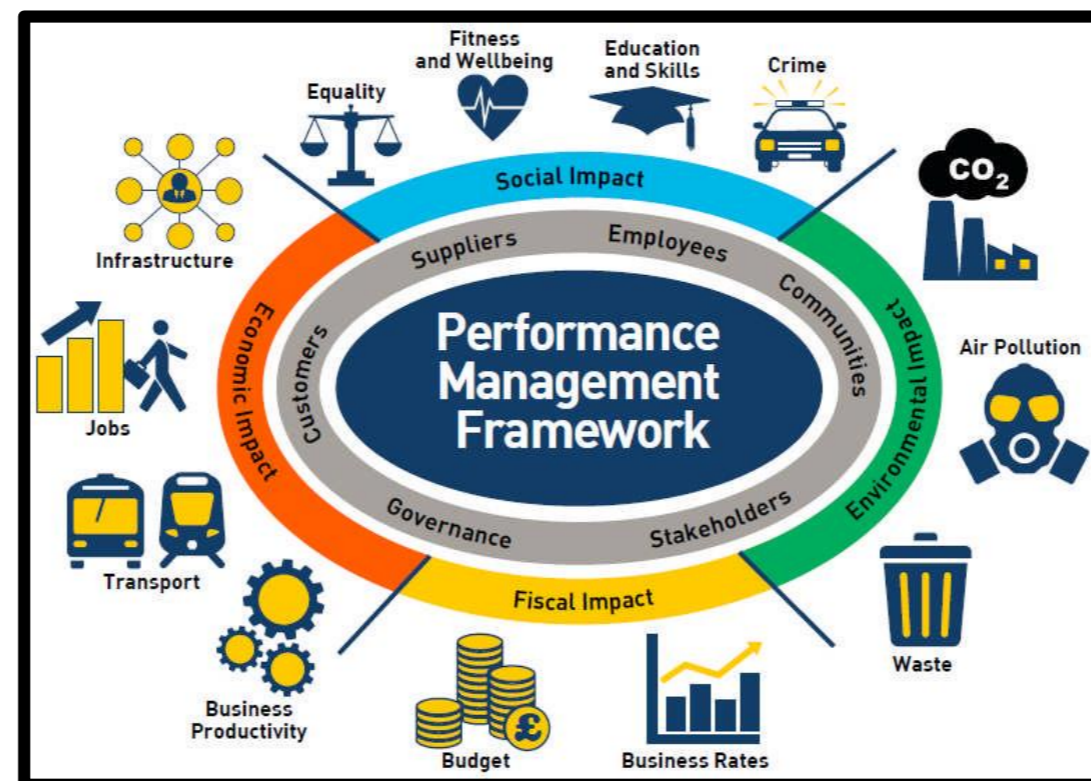 Fitness
and Wellbeing
Education
and Skills
Crime
Equality
CO₂
Infrastructure
Social Impact
Suppliers
Employees
Communities
Customers
Governance
Stakeholders
Economic Impact
Environmental Impact
Fiscal Impact
Performance
Management
Framework
Air Pollution
Jobs
Transport
Waste
Business
Productivity
£
Budget
Business Rates